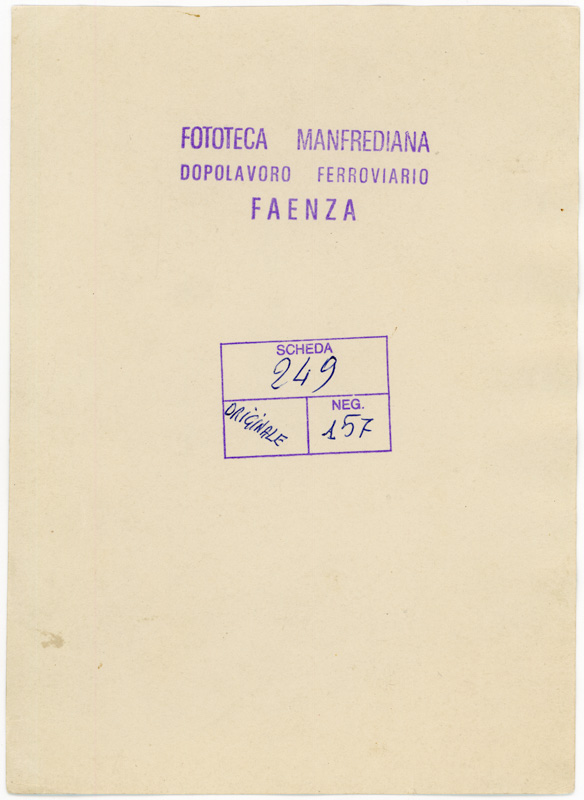 FOTOTECA MANFREDIANA
DOPOLAVORO FERROVIARIO
FAENZA
SCHEDA
249
ORIGINALE
NEG.
157